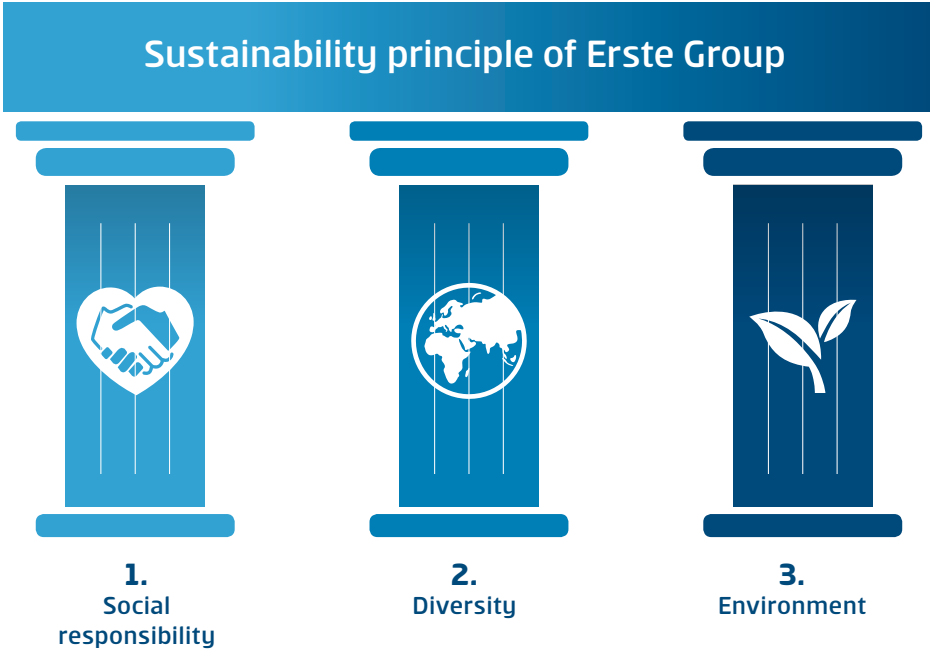 Sustainability principle of Erste Group
1.
Social
responsibility
2.
Diversity
3.
Environment